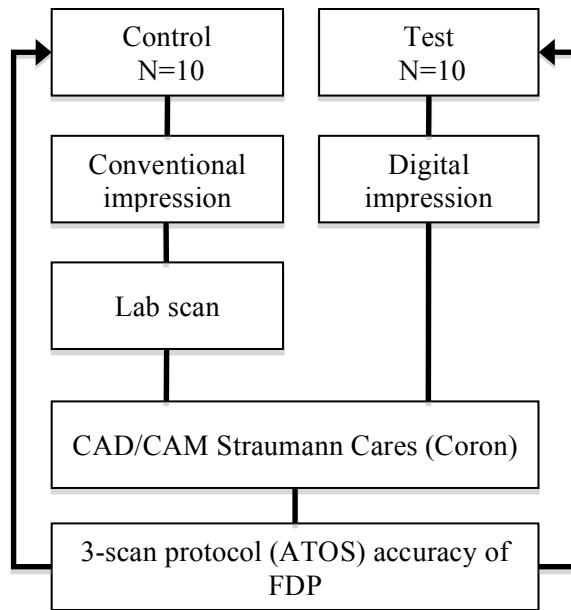 Control
N=10
Test
N=10
Conventional
impression
Digital
impression
Lab scan
CAD/CAM Straumann Cares (Coron)
3-scan protocol (ATOS) accuracy of
FDP